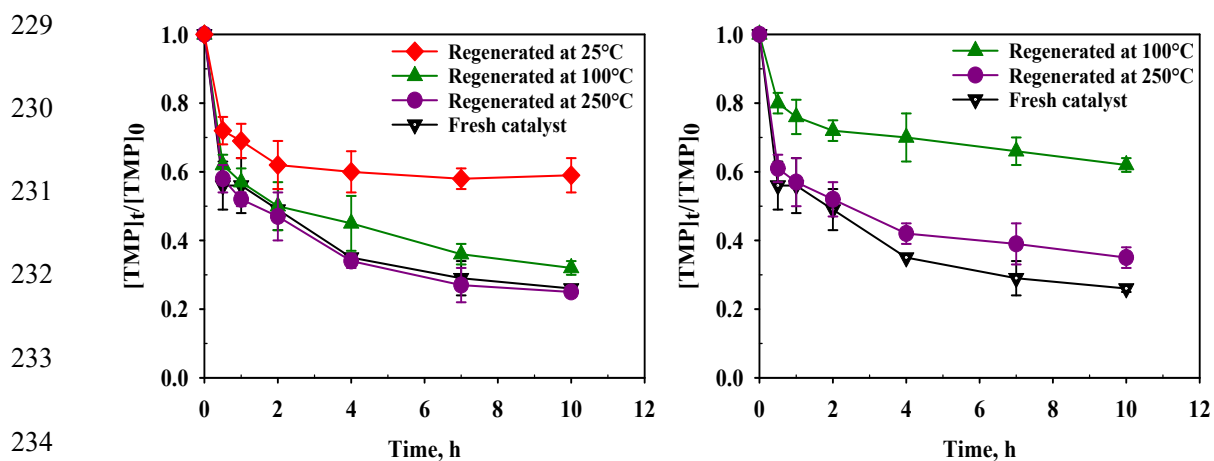 229
230
231
232
233
234
1.0
0.8
0.6
0.4
0.2
0.0
[TMP]t/[TMP]0
Regenerated at 25°C
Regenerated at 100°C
Regenerated at 250°C
Fresh catalyst
0 2 4 6 8 10 12
Time, h
1.0
0.8
0.6
0.4
0.2
0.0
[TMP]t/[TMP]0
Regenerated at 100°C
Regenerated at 250°C
Fresh catalyst
0 2 4 6 8 10 12
Time, h